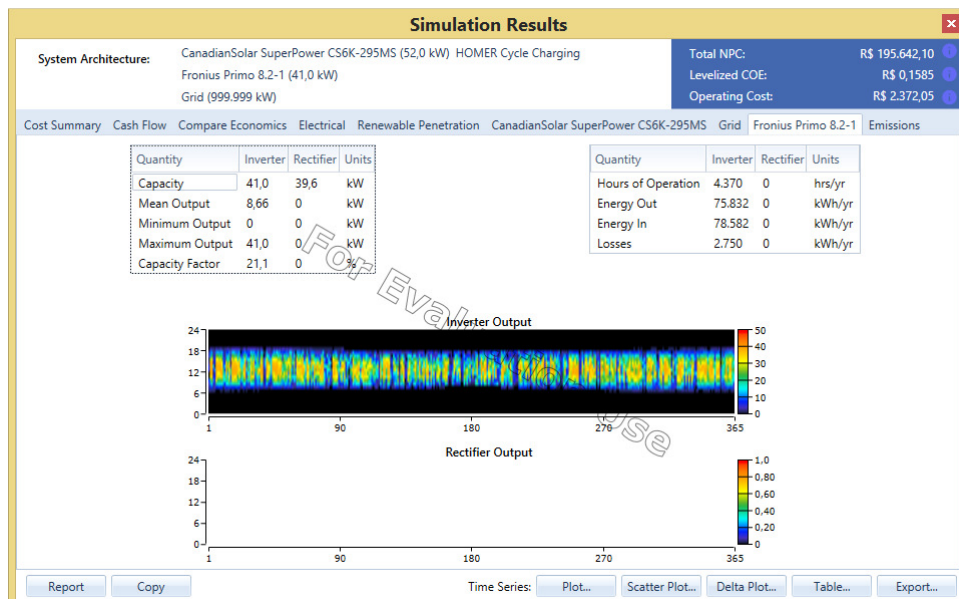 Simulation Results
System Architecture:
CanadianSolar SuperPower CS6K-295MS (52,0 kW) HOMER Cycle Charging
Fronius Primo 8.2-1 (41,0 kW)
Grid (999.999 kW)
Total NPC: R$ 195.642,10
Levelized COE: R$ 0,1585
Operating Cost: R$ 2.372,05
Cost Summary Cash Flow Compare Economics Electrical Renewable Penetration CanadianSolar SuperPower CS6K-295MS Grid Fronius Primo 8.2-1 Emissions
Quantity Inverter Rectifier Units
Capacity 41,0 39,6 kW
Mean Output 8,66 0 kW
Minimum Output 0 0 kW
Maximum Output 41,0 0 kW
Capacity Factor 21,1 0 %
Quantity Inverter Rectifier Units
Hours of Operation 4.370 0 hrs/yr
Energy Out 75.832 0 kWh/yr
Energy In 78.582 0 kWh/yr
Losses 2.750 0 kWh/yr
Inverter Output
24
18
12
6
0
1 90 180 270 365
50
40
30
20
10
0
Rectifier Output
24
18
12
6
0
1 90 180 270 365
1,0
0,80
0,60
0,40
0,20
0
Report Copy Time Series: Plot... Scatter Plot... Delta Plot... Table... Export...
For
Use